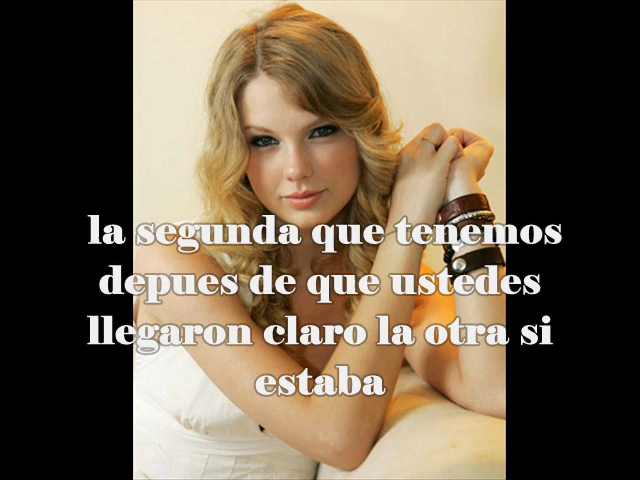 la segunda que tenemos
depues de que ustedes
llegaron claro la otra si
estaba